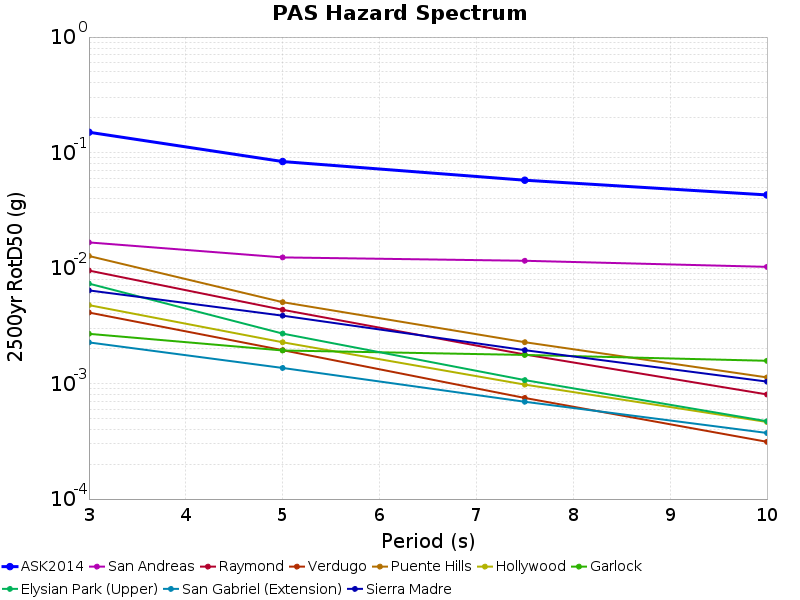 PAS Hazard Spectrum
10^0
10^-1
10^-2
10^-3
10^-4
2500yr RotD50 (g)
3 4 5 6 7 8 9 10
Period (s)
ASK2014 San Andreas Raymond Verdugo Puente Hills Hollywood Garlock
Elysian Park (Upper) San Gabriel (Extension) Sierra Madre